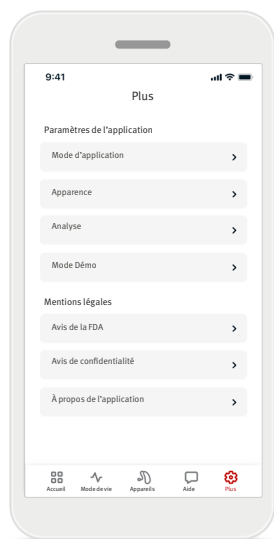 9:41
Plus
Paramètres de l'application
Mode d'application
Apparence
Analyse
Mode Démo
Mentions légales
Avis de la FDA
Avis de confidentialité
À propos de l'application
Accueil Mode de vie Appareils Aide Plus